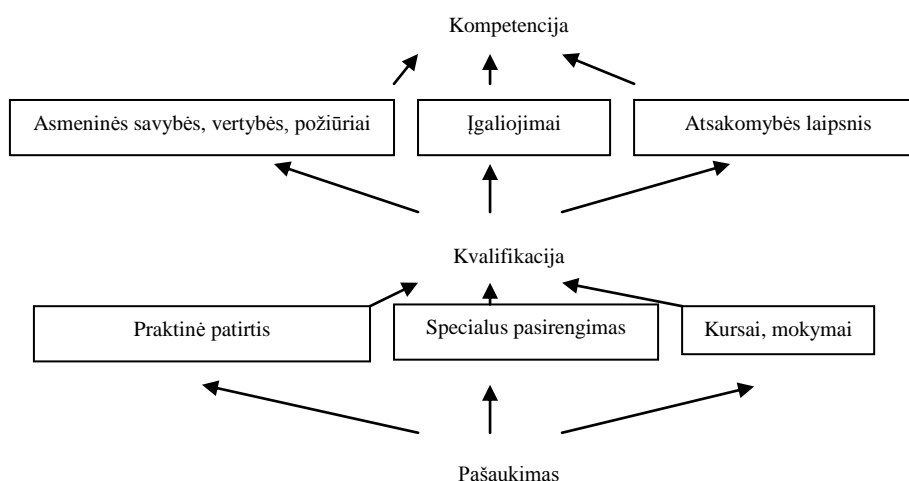 Kompetencija
Asmeninės savybės, vertybės, požiūriai
Įgaliojimai
Atsakomybės laipsnis
Kvalifikacija
Praktinė patirtis
Specialus pasirengimas
Kursai, mokymai
Pašaukimas